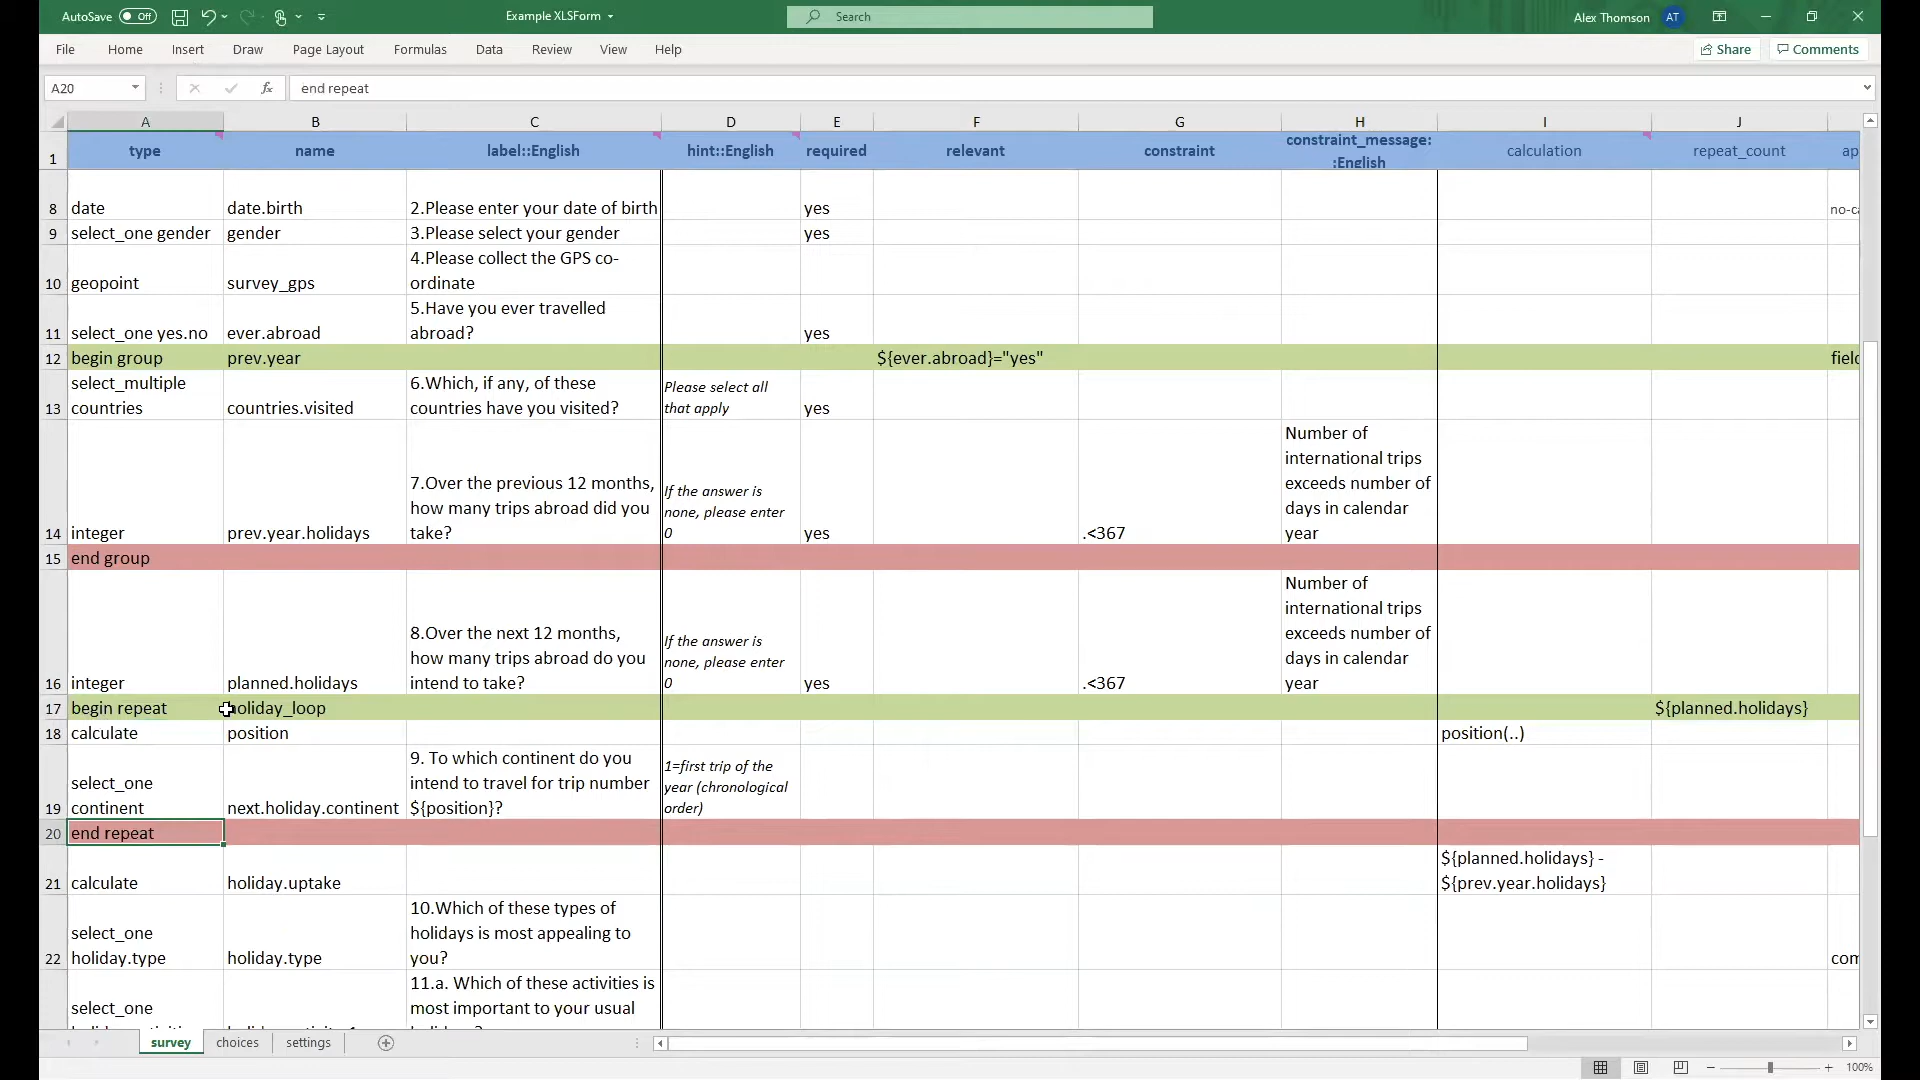 AutoSave Off
Example XLSForm
Search
Alex Thomson
AT
File Home Insert Draw Page Layout Formulas Data Review View Help
Share
Comments
A20
fx
end repeat
A B C D E F G H I J
1 type name label::English hint::English required relevant constraint constraint_message:
:English
calculation repeat_count ap
8 date date.birth 2.Please enter your date of birth yes no-ca
9 select_one gender gender 3.Please select your gender yes
4.Please collect the GPS co-
10 geopoint survey_gps ordinate
5.Have you ever travelled
11 select_one yes.no ever.abroad abroad? yes
12 begin group prev.year ${ever.abroad}="yes" field
select_multiple 6.Which, if any, of these Please select all
13 countries countries.visited countries have you visited? that apply yes
Number of
international trips
7.Over the previous 12 months, If the answer is exceeds number of
how many trips abroad did you none, please enter days in calendar
14 integer prev.year.holidays take? 0 yes .<367 year
15 end group
Number of
international trips
8.Over the next 12 months, If the answer is exceeds number of
how many trips abroad do you none, please enter days in calendar
16 integer planned.holidays intend to take? 0 yes .<367 year
17 begin repeat holiday_loop ${planned.holidays}
18 calculate position position(..)
9. To which continent do you 1=first trip of the
select_one intend to travel for trip number year (chronological
19 continent next.holiday.continent ${position}? order)
20 end repeat
${planned.holidays} -
21 calculate holiday.uptake ${prev.year.holidays}
10.Which of these types of
select_one holidays is most appealing to
22 holiday.type holiday.type you? com
11.a. Which of these activities is
select_one most important to your usual
survey choices settings
100%